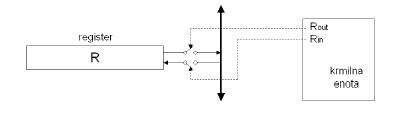 register
R
Rout
Rin
krmilna
enota